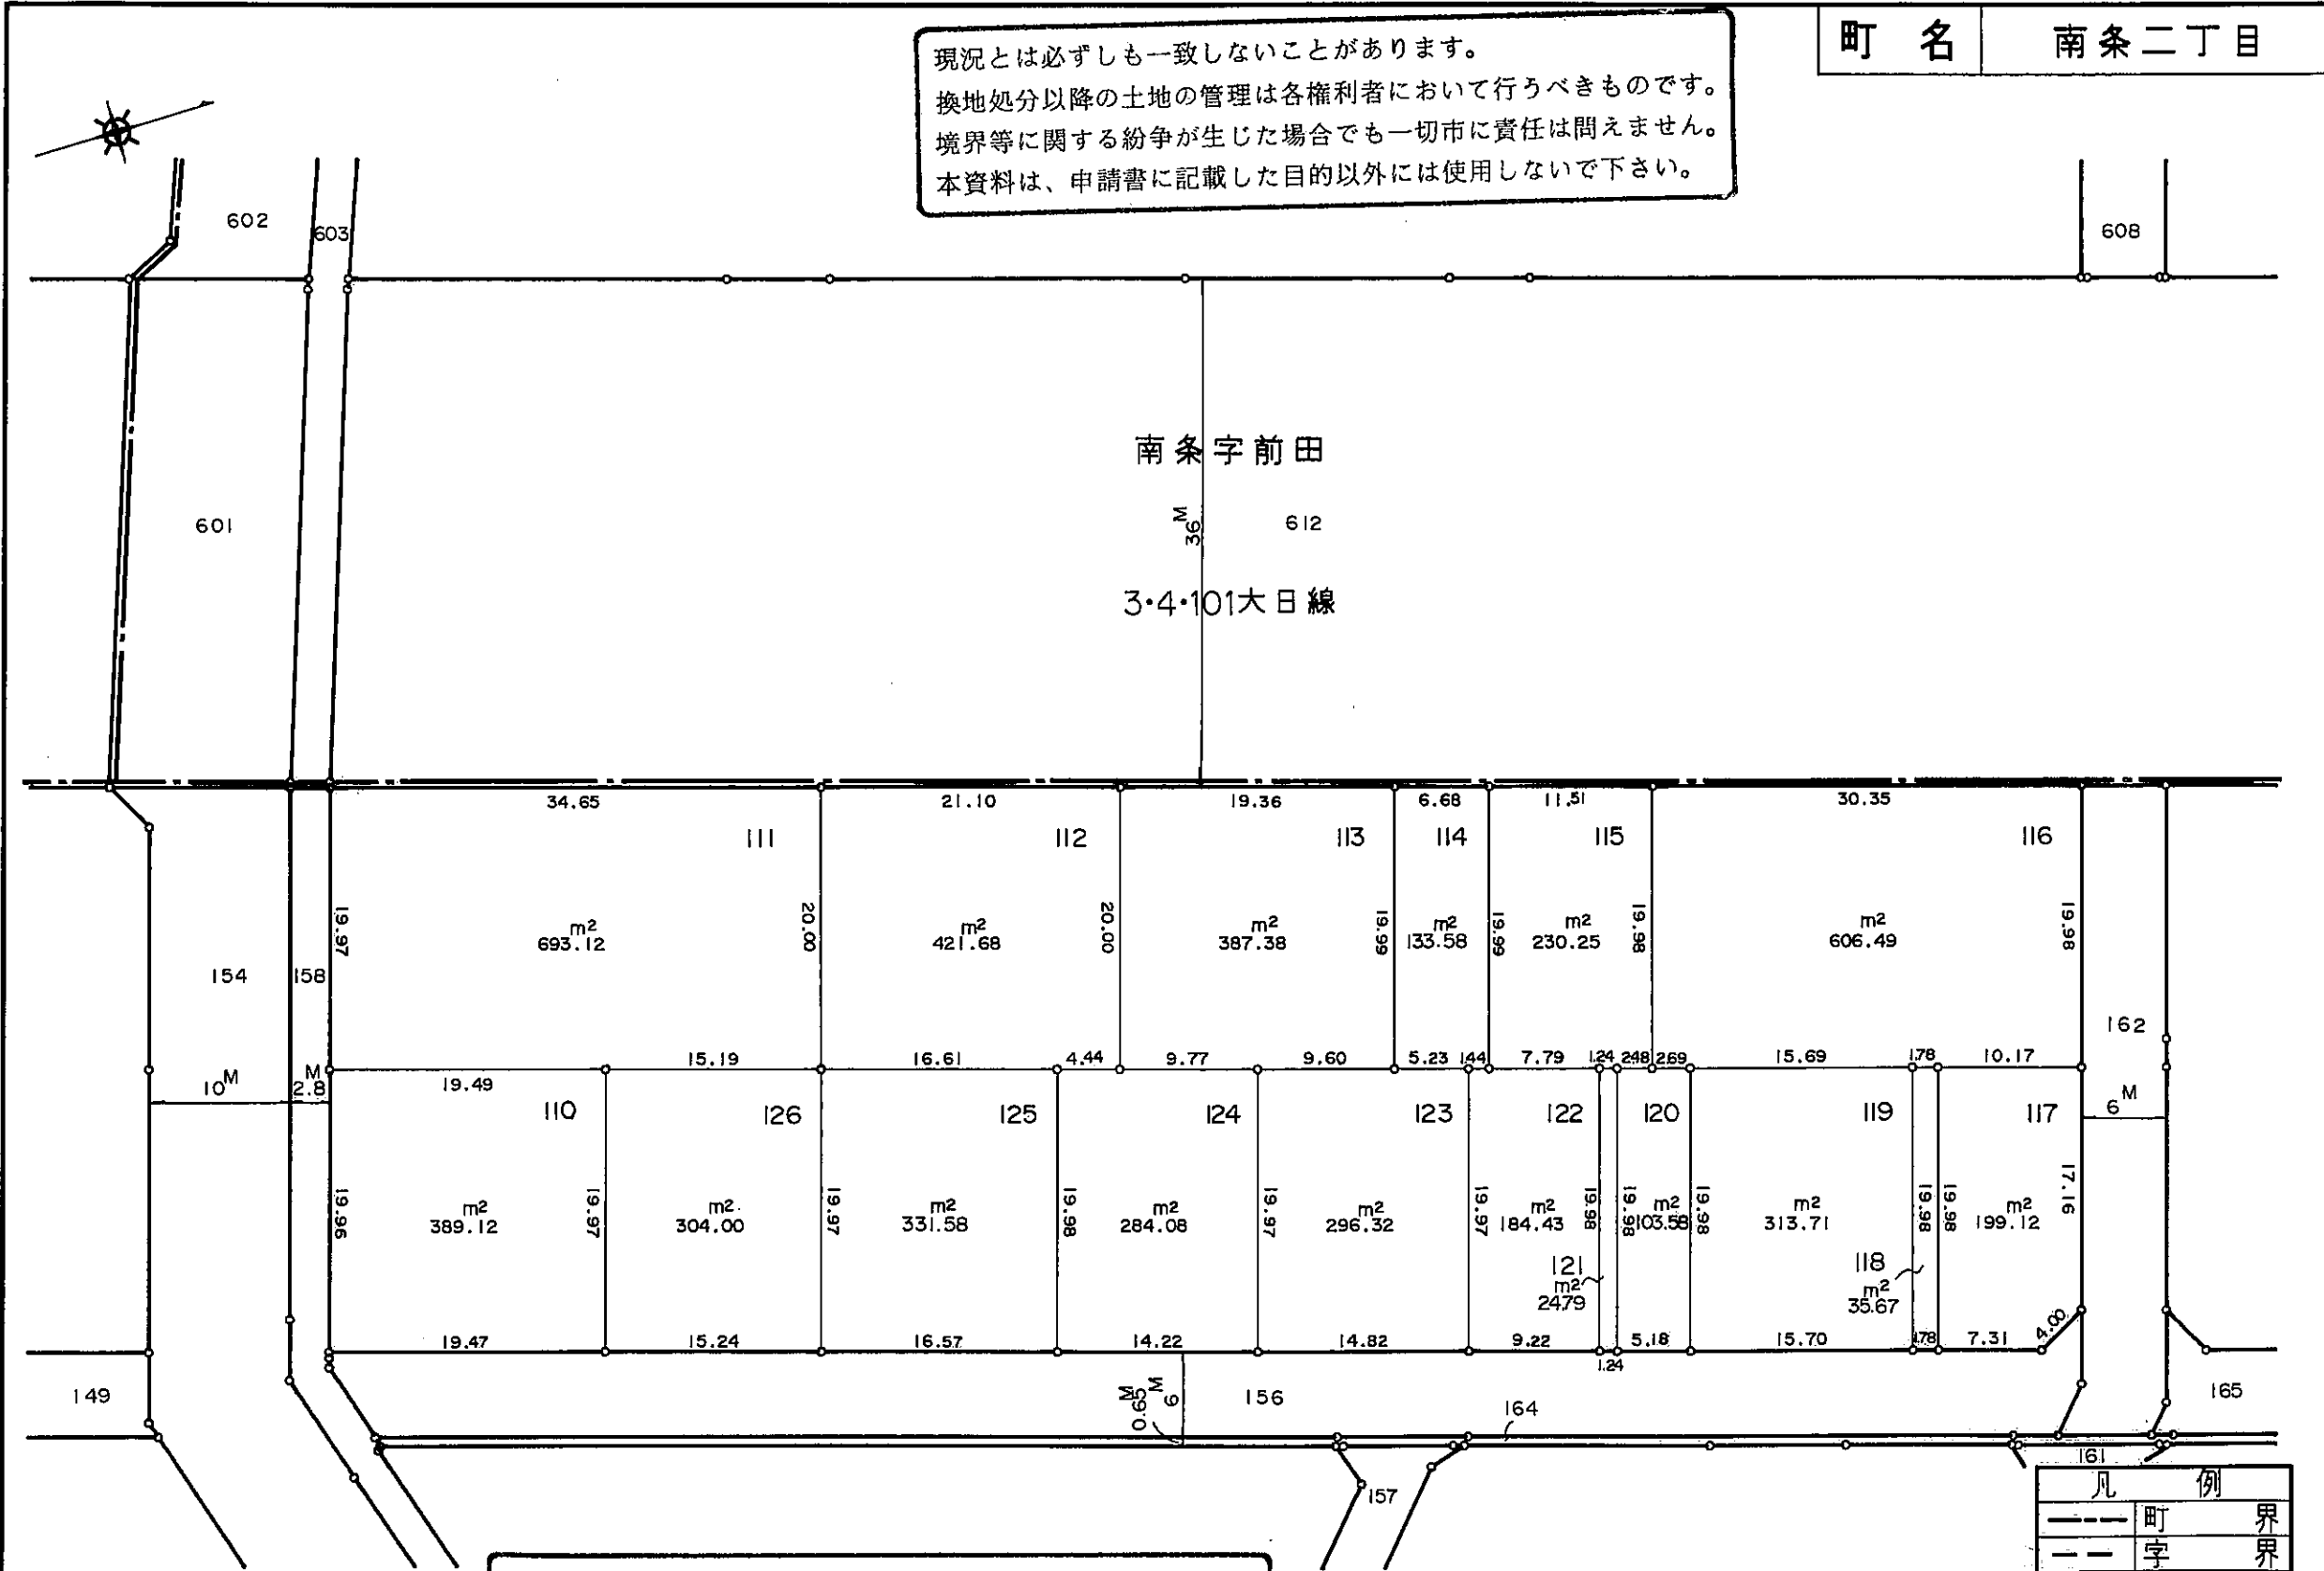 町 名 南条二丁目
現況とは必ずしも一致しないことがあります。
換地処分以降の土地の管理は各権利者において行うべきものです。
境界等に関する紛争が生じた場合でも一切市に責任は問えません。
本資料は、申請書に記載した目的以外には使用しないで下さい。
602
603
608
南条字前田
601
36M
612
3・4・101大日線
34.65 21.10 19.36 6.68 11.51 30.35
111 112 113 114 115 116
19.97 20.00 20.00 19.99 19.99 19.98 19.98
m2 m2 m2 m2 m2 m2
693.12 421.68 387.38 133.58 230.25 606.49
154 158
162
15.19 16.61 4.44 9.77 9.60 5.23 1.44 7.79 1.24 2.48 2.69 15.69 1.78 10.17
10M 2.8M 19.49
6M
110 126 125 124 123 122 120 119 117
19.96 19.97 19.97 19.98 19.97 19.97 19.98 19.98 19.98 19.98 19.98 17.16
m2 m2 m2 m2 m2 m2 m2 m2 m2
389.12 304.00 331.58 284.08 296.32 184.43 103.58 313.71 199.12
121
m2
24.79
118
m2
35.67
19.47 15.24 16.57 14.22 14.82 9.22 5.18 15.70 1.78 7.31 4.00
1.24
149
0.65M 6M
156
164
165
157
161
凡 例
町 界
字 界